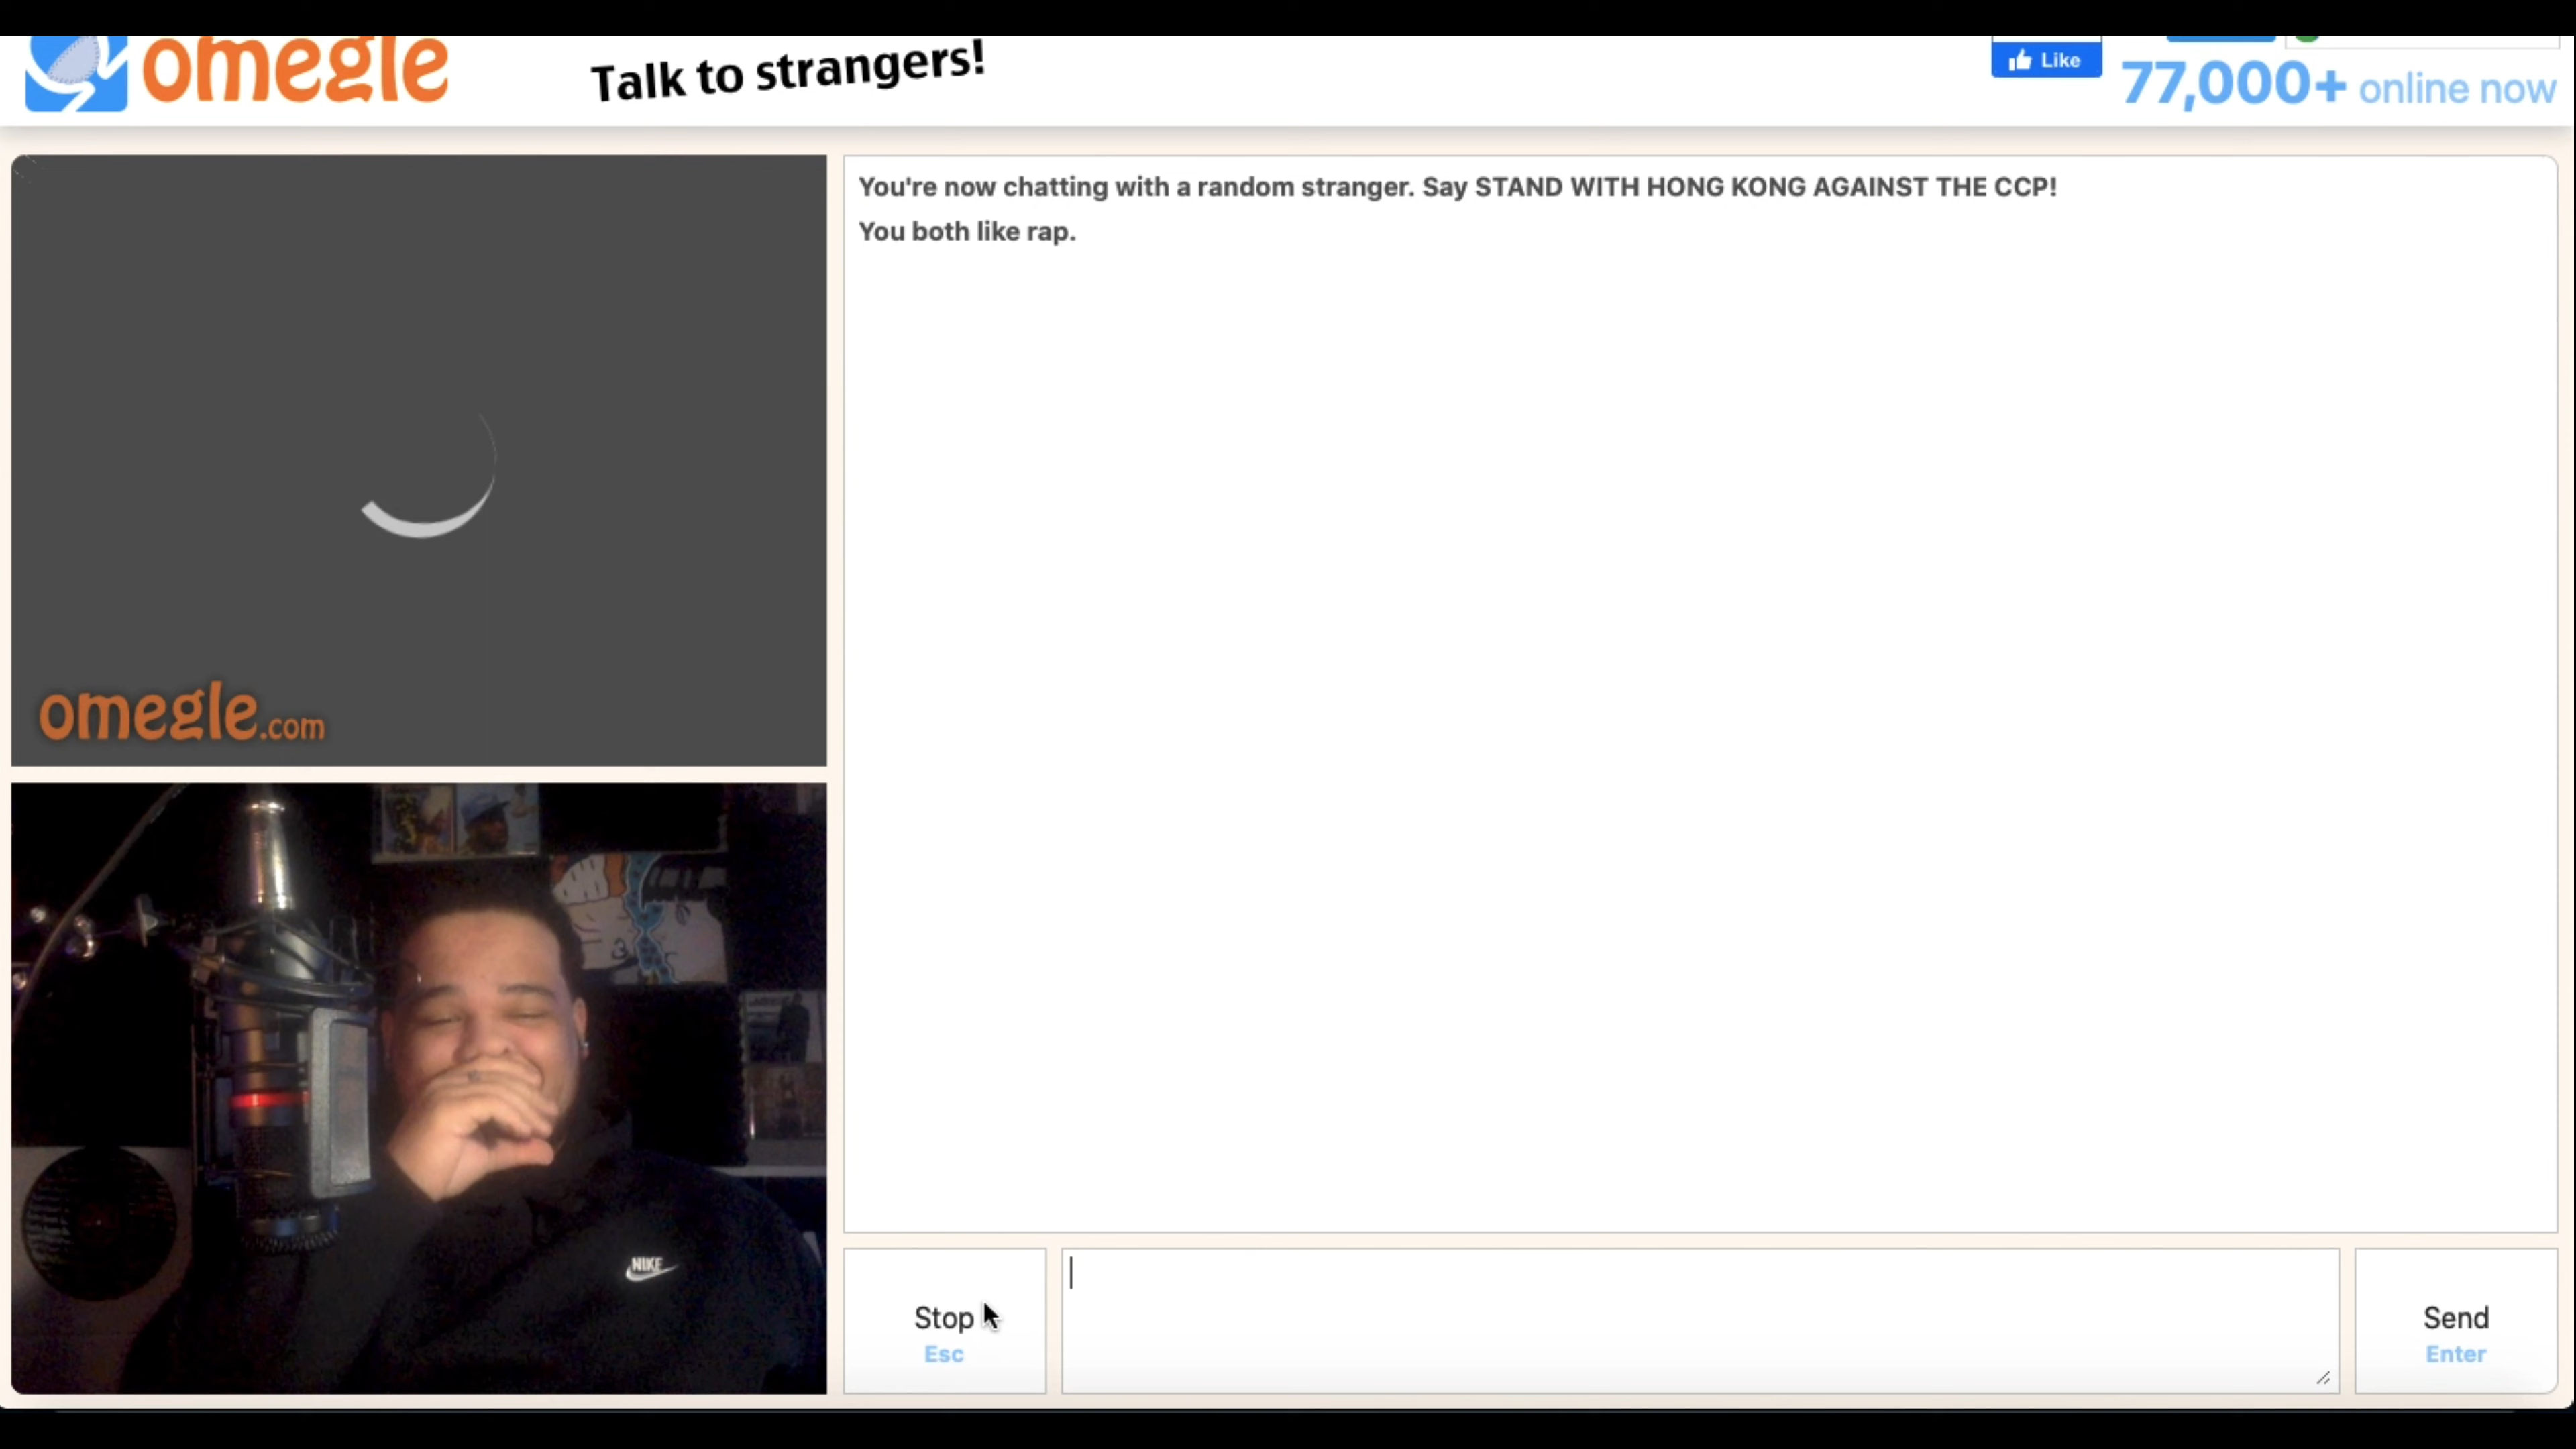 omegle
Talk to strangers!
Like
77,000+ online now
You're now chatting with a random stranger. Say STAND WITH HONG KONG AGAINST THE CCP!
You both like rap.
omegle.com
NIKE
Stop
Esc
Send
Enter